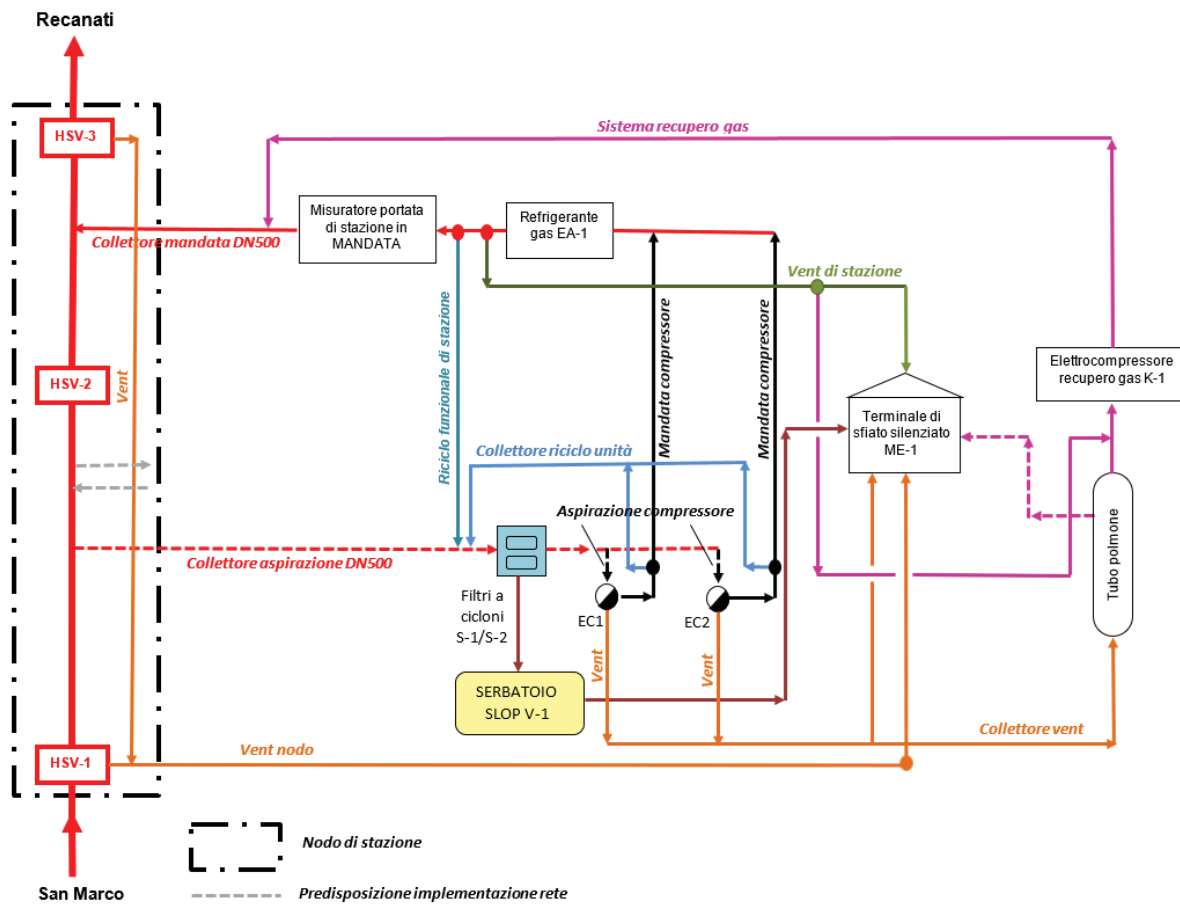 Recanati
HSV-3
Sistema recupero gas
Misuratore portata
di stazione in
MANDATA
Refrigerante
gas EA-1
Collettore mandata DN500
Vent di stazione
Riciclo funzionale di stazione
Mandata compressore
Mandata compressore
Vent
HSV-2
Elettrocompressore
recupero gas K-1
Terminale di
sfiato silenziato
ME-1
Collettore riciclo unità
Aspirazione compressore
Collettore aspirazione DN500
Tubo polmone
Filtri a
cicloni
S-1/S-2
EC1
EC2
Vent
Vent
SERBATOIO
SLOP V-1
Collettore vent
Vent nodo
HSV-1
Nodo di stazione
San Marco
Predisposizione implementazione rete